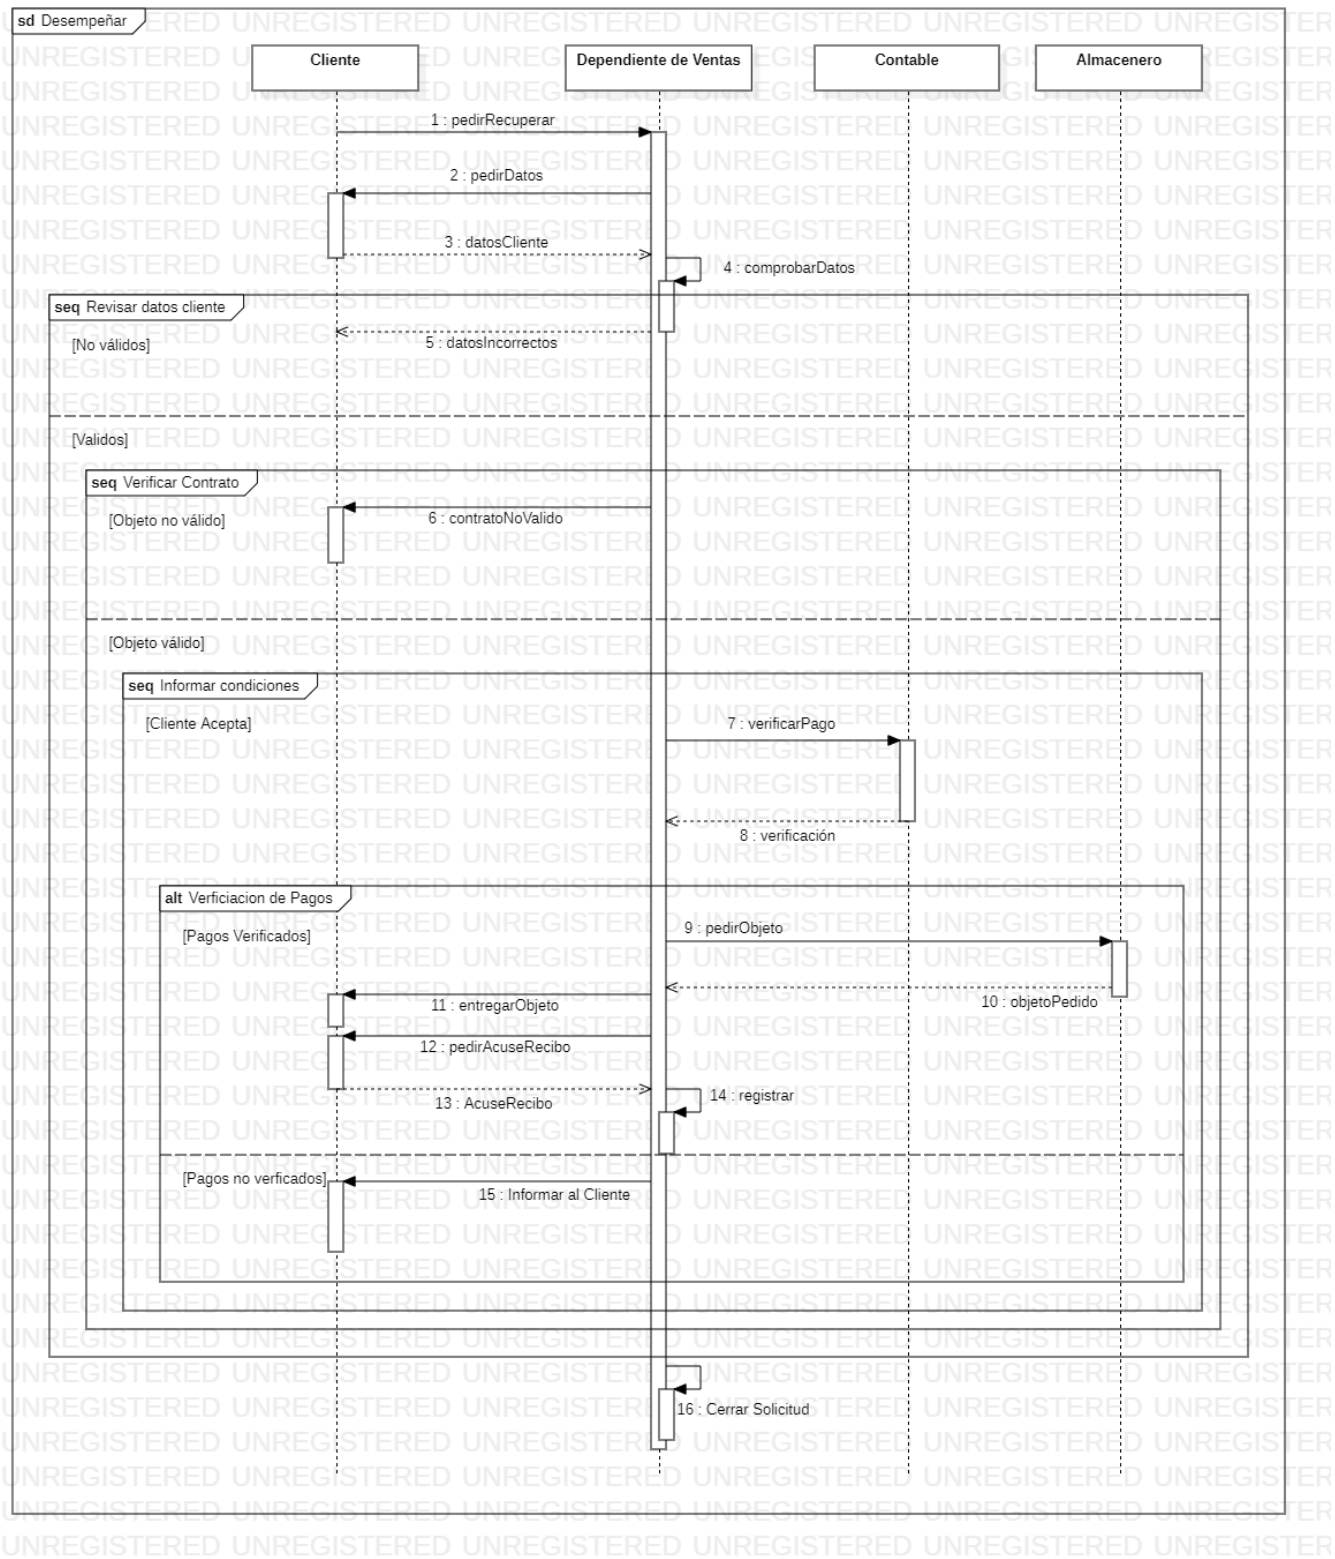 sd Desempeñar
Cliente
Dependiente de Ventas
Contable
Almacenero
1 : pedirRecuperar
2 : pedirDatos
3 : datosCliente
4 : comprobarDatos
seq Revisar datos cliente
[No válidos]
5 : datosIncorrectos
[Validos]
seq Verificar Contrato
[Objeto no válido]
6 : contratoNoValido
[Objeto válido]
seq Informar condiciones
[Cliente Acepta]
7 : verificarPago
8 : verificación
alt Verficiacion de Pagos
[Pagos Verificados]
9 : pedirObjeto
10 : objetoPedido
11 : entregarObjeto
12 : pedirAcuseRecibo
13 : AcuseRecibo
14 : registrar
[Pagos no verficados]
15 : Informar al Cliente
16 : Cerrar Solicitud
UNREGISTERED